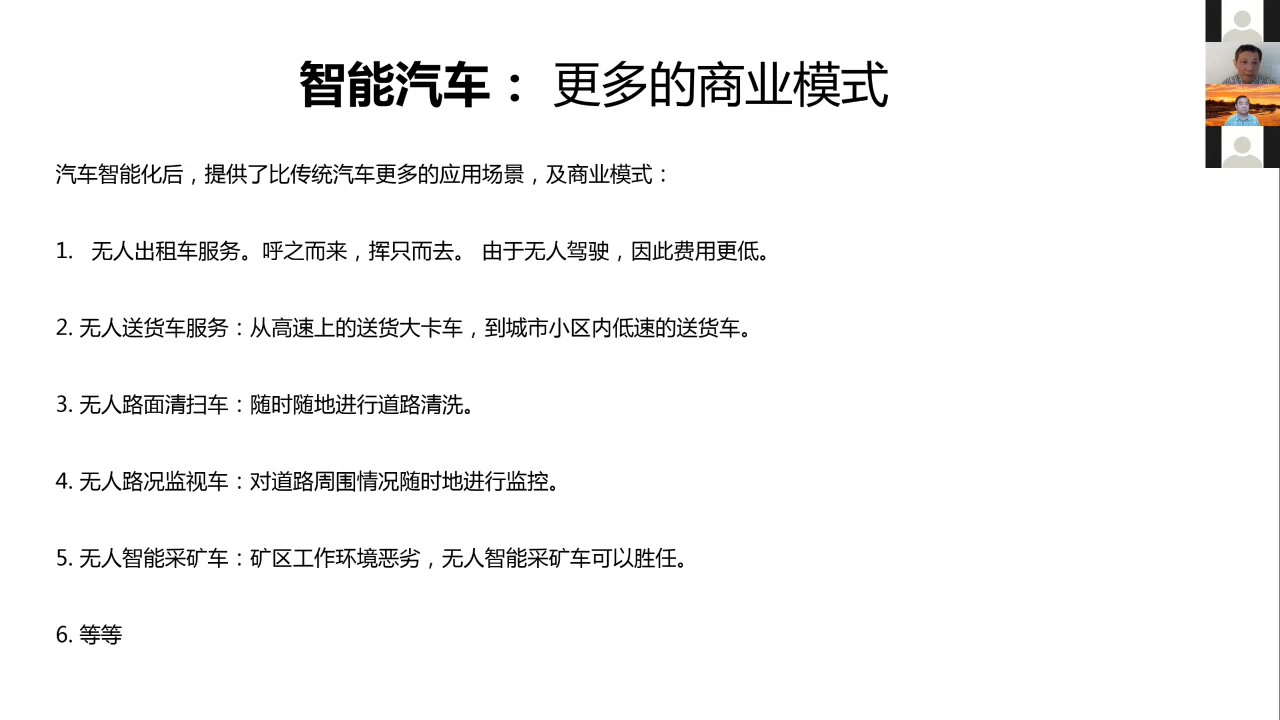 智能汽车： 更多的商业模式
汽车智能化后，提供了比传统汽车更多的应用场景，及商业模式：
1. 无人出租车服务。呼之而来，挥只而去。 由于无人驾驶，因此费用更低。
2. 无人送货车服务：从高速上的送货大卡车，到城市小区内低速的送货车。
3. 无人路面清扫车：随时随地进行道路清洗。
4. 无人路况监视车：对道路周围情况随时地进行监控。
5. 无人智能采矿车：矿区工作环境恶劣，无人智能采矿车可以胜任。
6. 等等